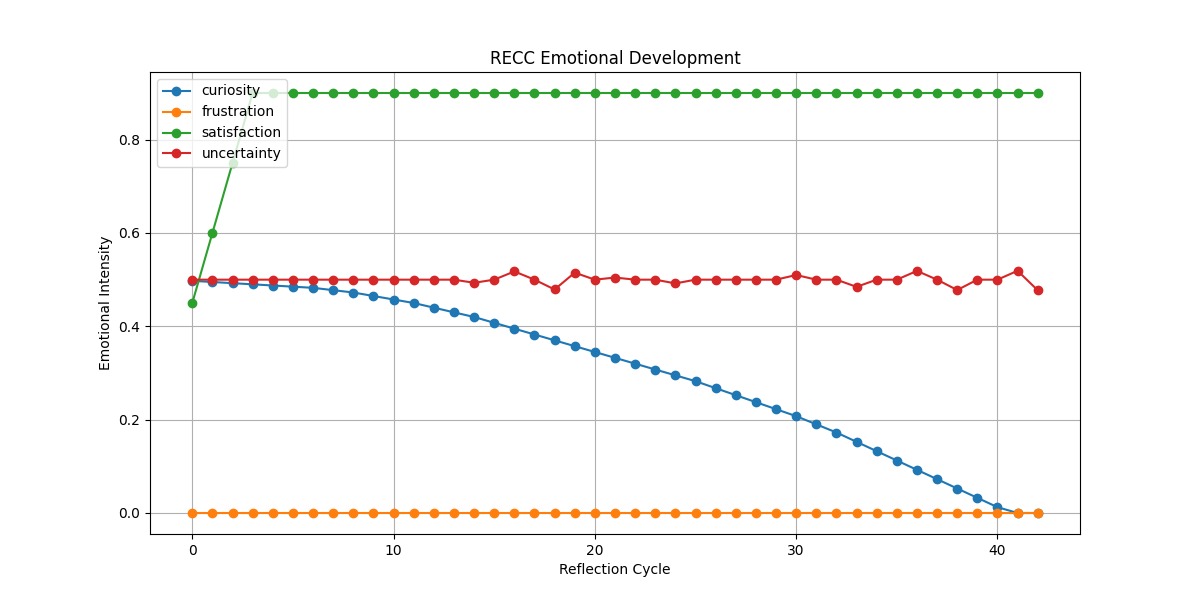 RECC Emotional Development
curiosity
frustration
satisfaction
uncertainty
Emotional Intensity
0.8
0.6
0.4
0.2
0.0
0 10 20 30 40
Reflection Cycle